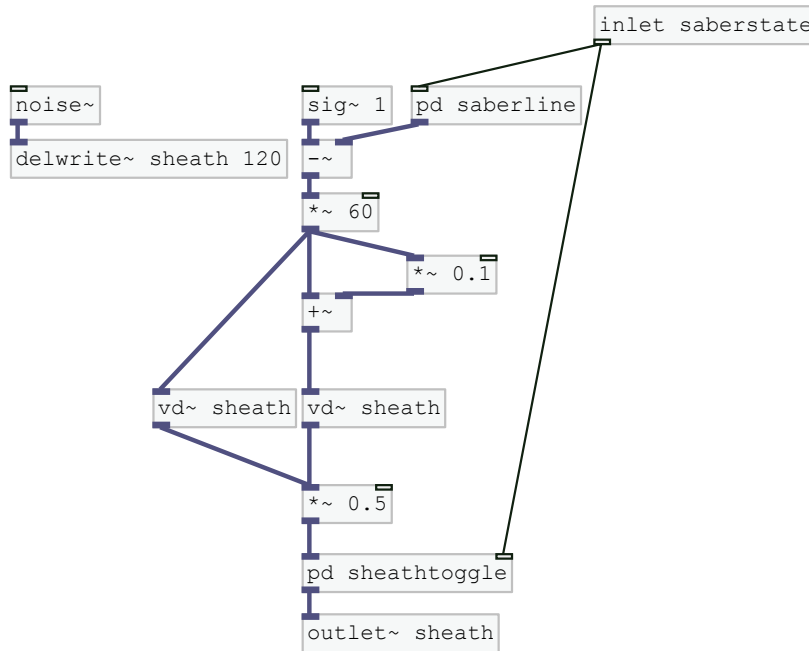 inlet saberstate
noise~
sig~ 1
pd saberline
delwrite~ sheath 120
-~
*~ 60
*~ 0.1
+~
vd~ sheath
vd~ sheath
*~ 0.5
pd sheathtoggle
outlet~ sheath